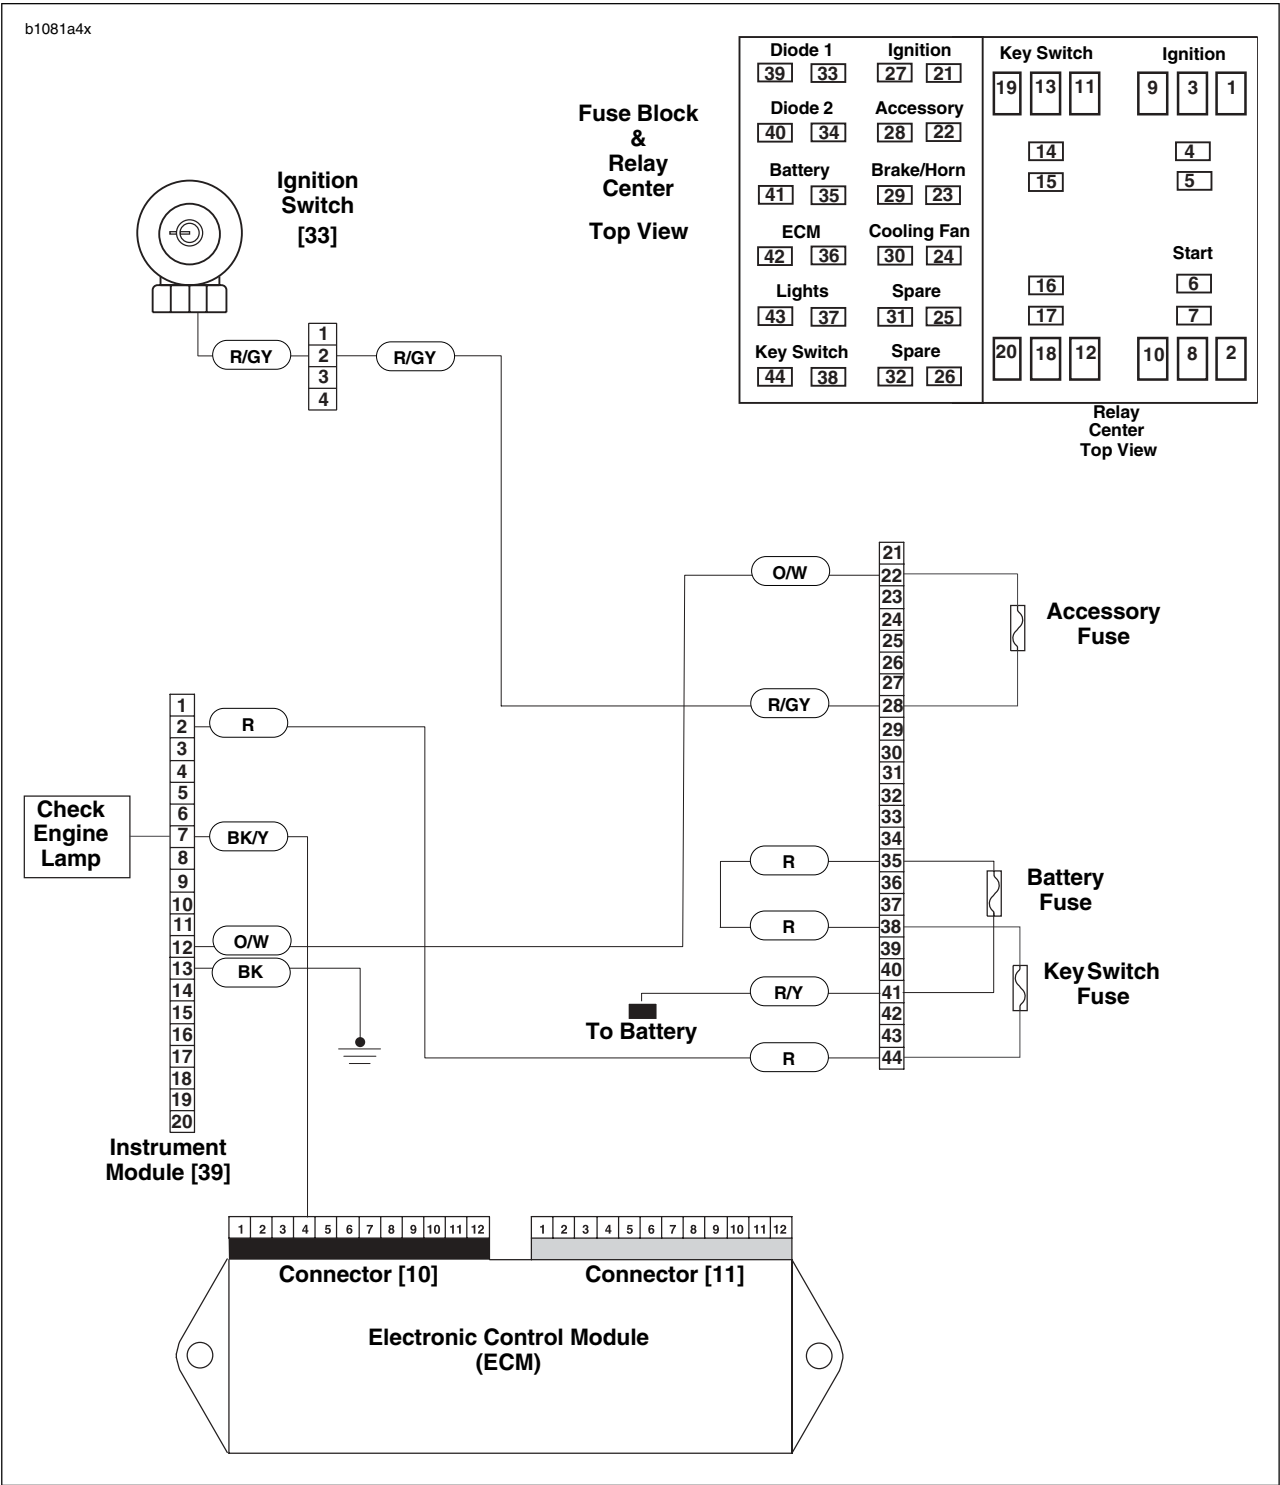 b1081a4x
Fuse Block
&
Relay
Center
Top View
Diode 1 Ignition
39 33 27 21
Diode 2 Accessory
40 34 28 22
Battery Brake/Horn
41 35 29 23
ECM Cooling Fan
42 36 30 24
Lights Spare
43 37 31 25
Key Switch Spare
44 38 32 26
Key Switch Ignition
19 13 11 9 3 1
14 4
15 5
Start
16 6
17 7
20 18 12 10 8 2
Relay
Center
Top View
Ignition
Switch
[33]
R/GY
1
2
3
4
R/GY
O/W
R/GY
R
R
R/Y
To Battery
R
21
22
23
24
25
26
27
28
29
30
31
32
33
34
35
36
37
38
39
40
41
42
43
44
Accessory
Fuse
Battery
Fuse
Key Switch
Fuse
Check
Engine
Lamp
1
2
3
4
5
6
7
8
9
10
11
12
13
14
15
16
17
18
19
20
R
BK/Y
O/W
BK
Instrument
Module [39]
1 2 3 4 5 6 7 8 9 10 11 12
Connector [10]
1 2 3 4 5 6 7 8 9 10 11 12
Connector [11]
Electronic Control Module
(ECM)